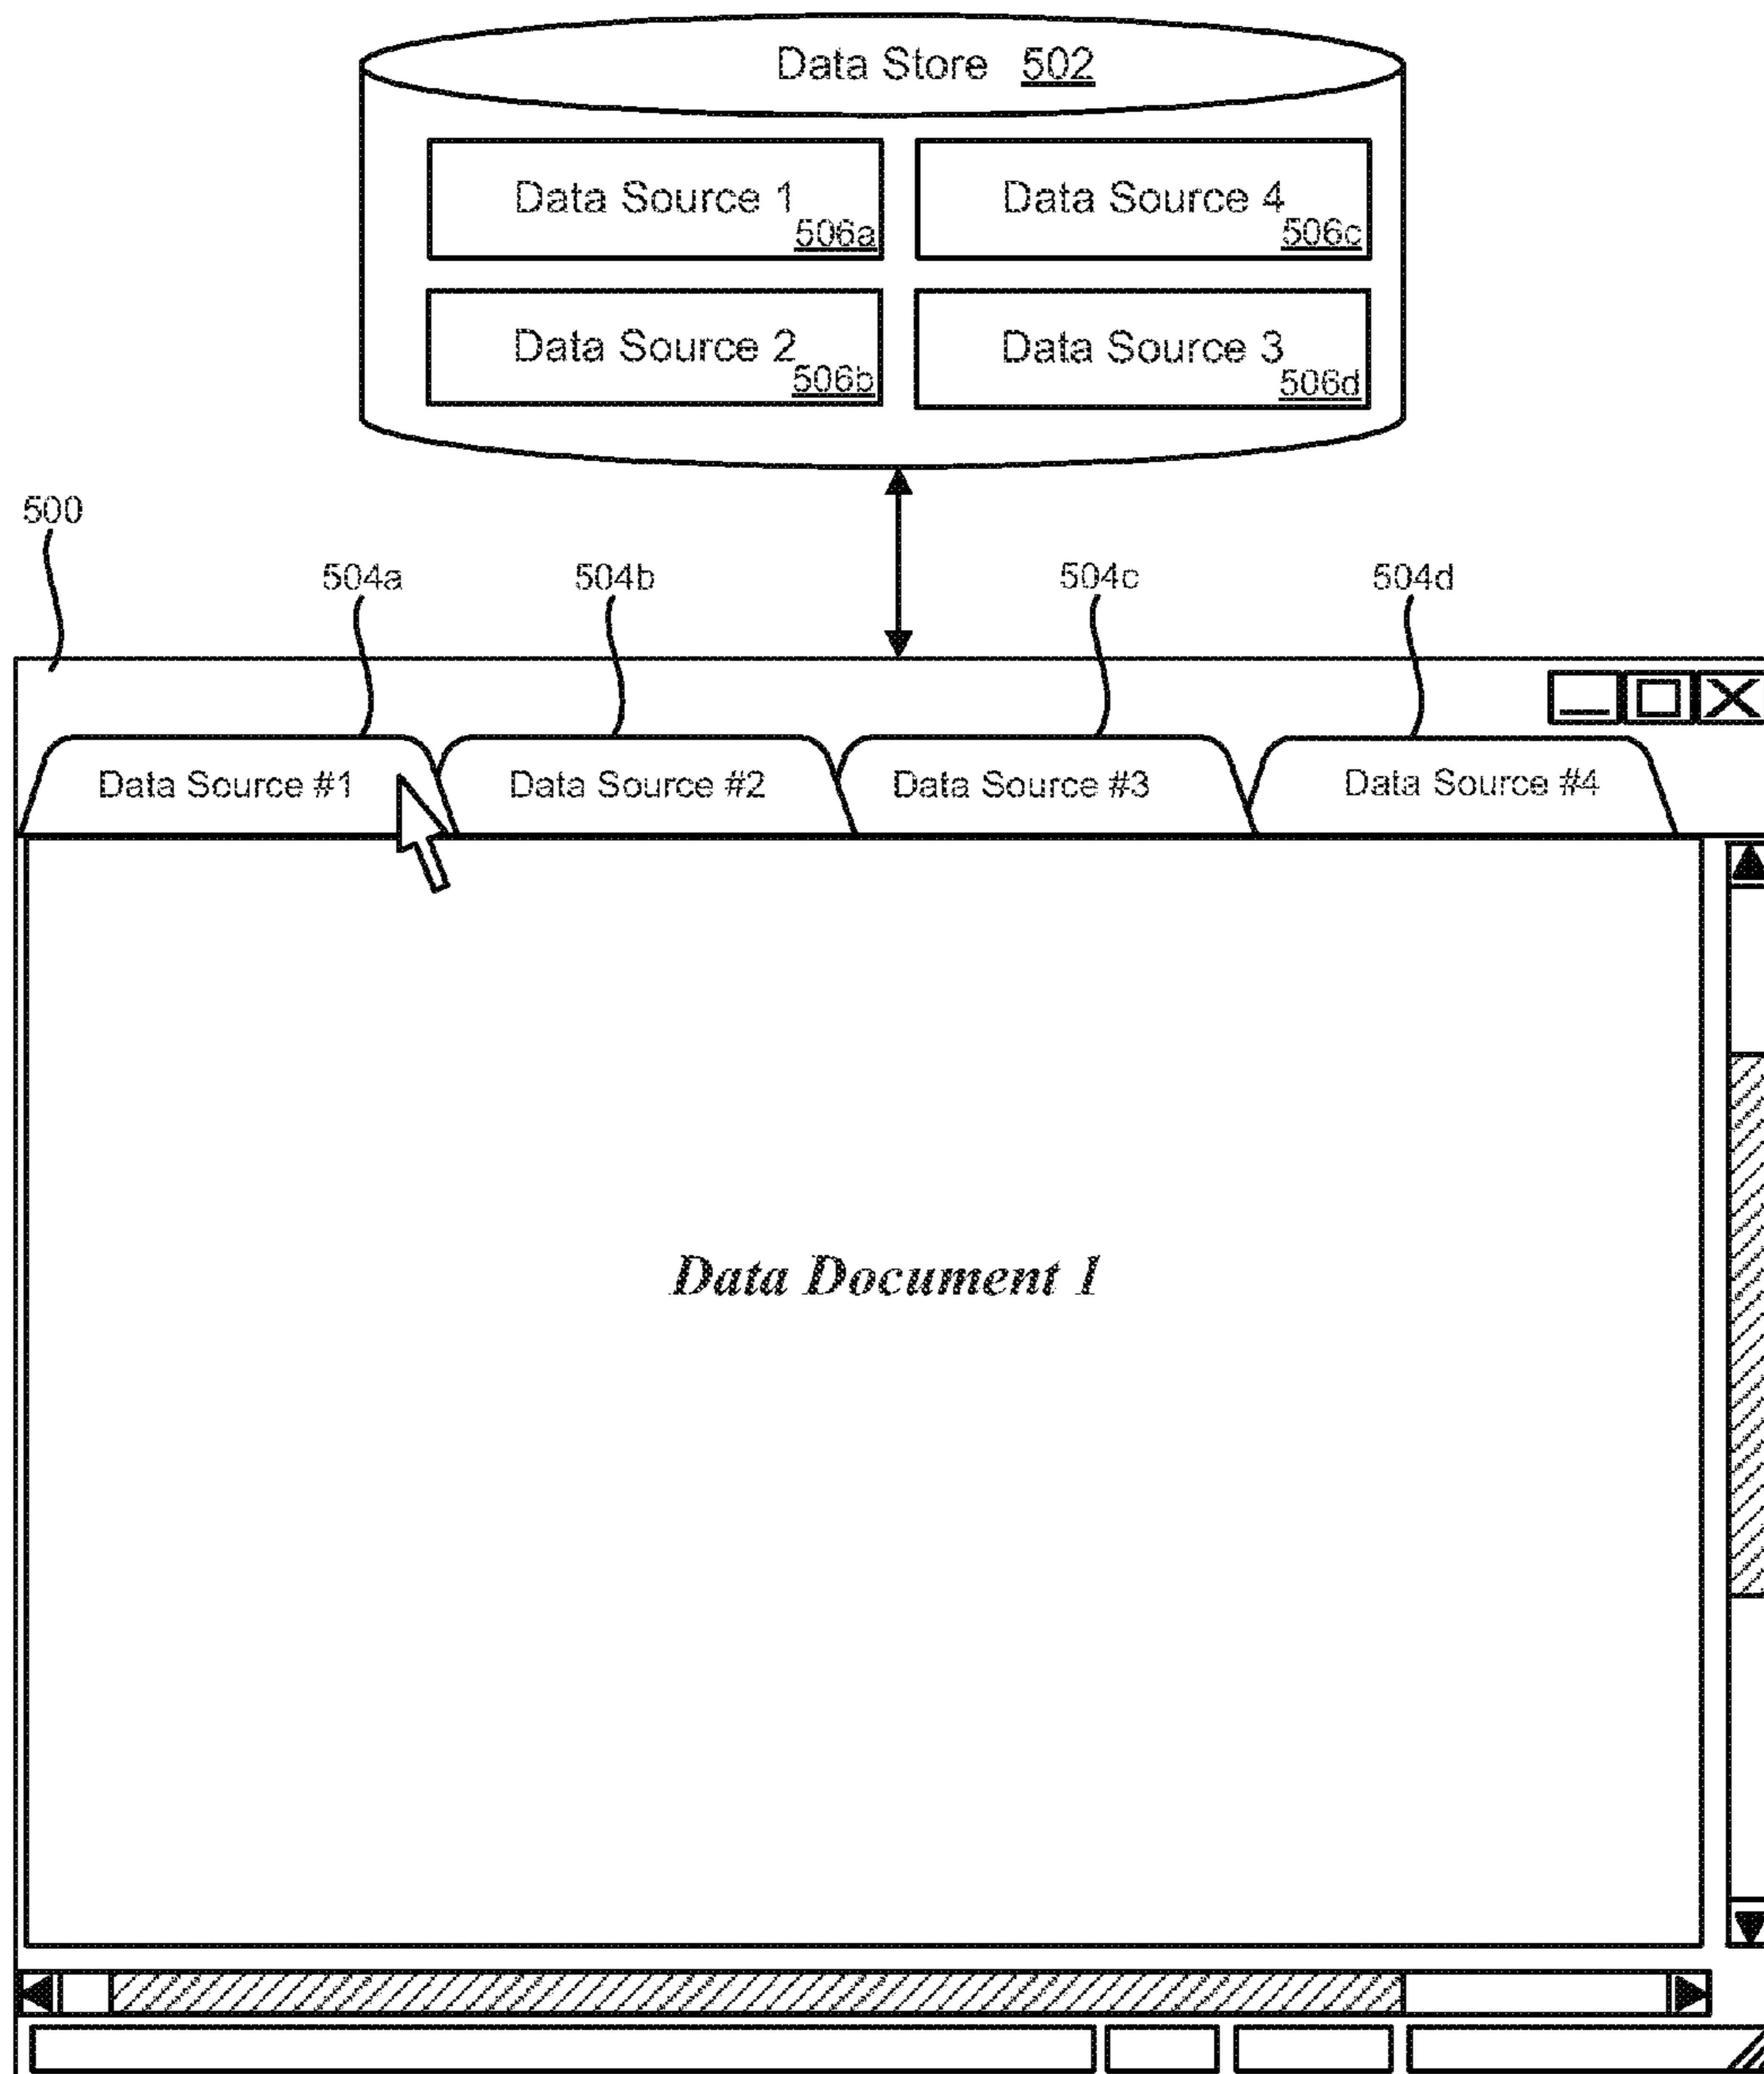 Data Store 502
Data Source 1 506a
Data Source 4 506c
Data Source 2 506b
Data Source 3 506d
500
504a 504b 504c 504d
Data Source #1 Data Source #2 Data Source #3 Data Source #4
Data Document 1